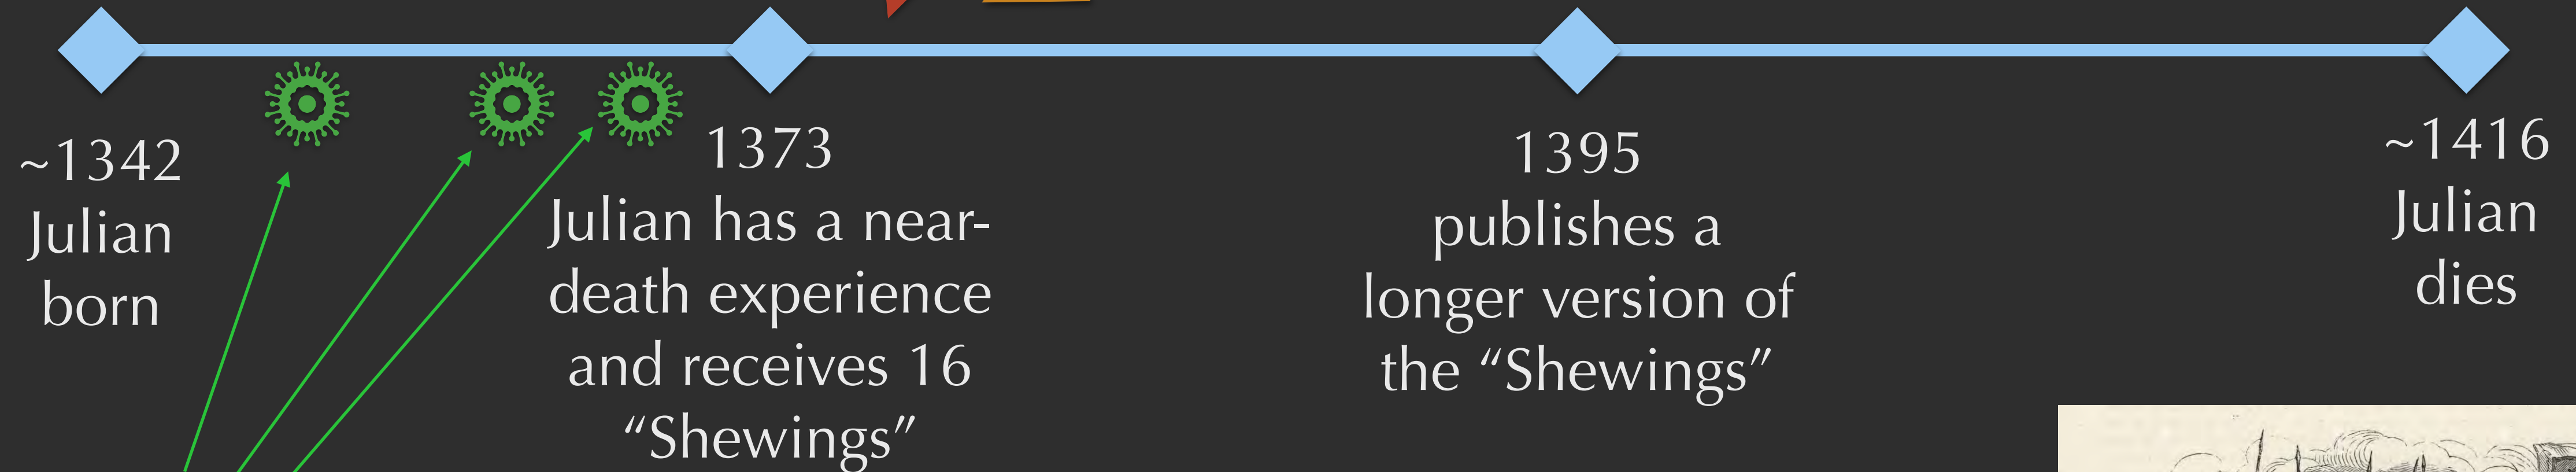 ~1342
Julian
born
1373
Julian has a near-
death experience
and receives 16
“Shewings”
1395
publishes a
longer version of
the “Shewings”
~1416
Julian
dies